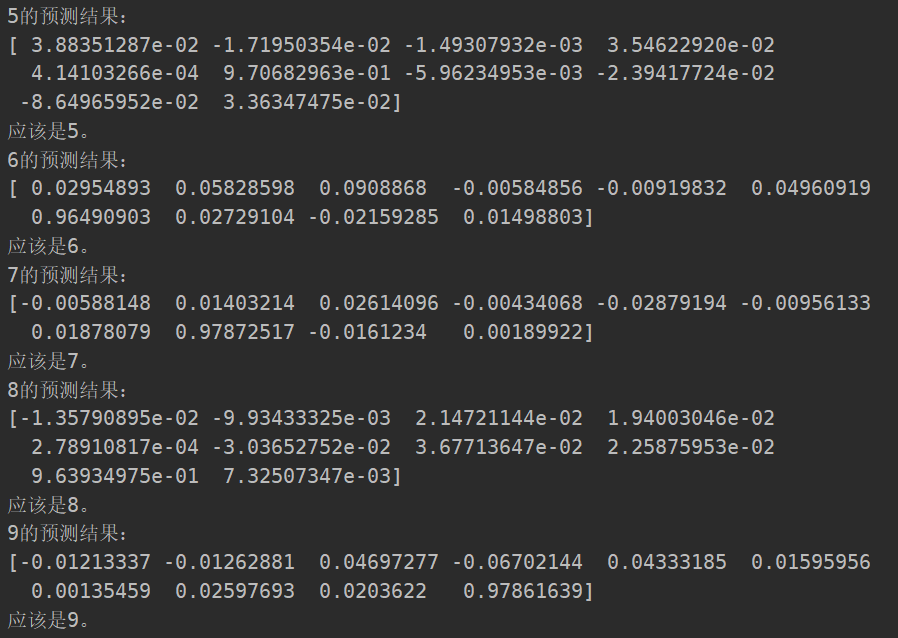 5的预测结果:
[ 3.88351287e-02 -1.71950354e-02 -1.49307932e-03  3.54622920e-02
  4.14103266e-04  9.70682963e-01 -5.96234953e-03 -2.39417724e-02
 -8.64965952e-02  3.36347475e-02]
应该是5。
6的预测结果:
[ 0.02954893  0.05828598  0.0908868  -0.00584856 -0.00919832  0.04960919
  0.96490903  0.02729104 -0.02159285  0.01498803]
应该是6。
7的预测结果:
[-0.00588148  0.01403214  0.02614096 -0.00434068 -0.02879194 -0.00956133
  0.01878079  0.97872517 -0.0161234   0.00189922]
应该是7。
8的预测结果:
[-1.35790895e-02 -9.93433325e-03  2.14721144e-02  1.94003046e-02
  2.78910817e-04 -3.03652752e-02  3.67713647e-02  2.25875953e-02
  9.63934975e-01  7.32507347e-03]
应该是8。
9的预测结果:
[-0.01213337 -0.01262881  0.04697277 -0.06702144  0.04333185  0.01595956
  0.00135459  0.02597693  0.0203622   0.97861639]
应该是9。